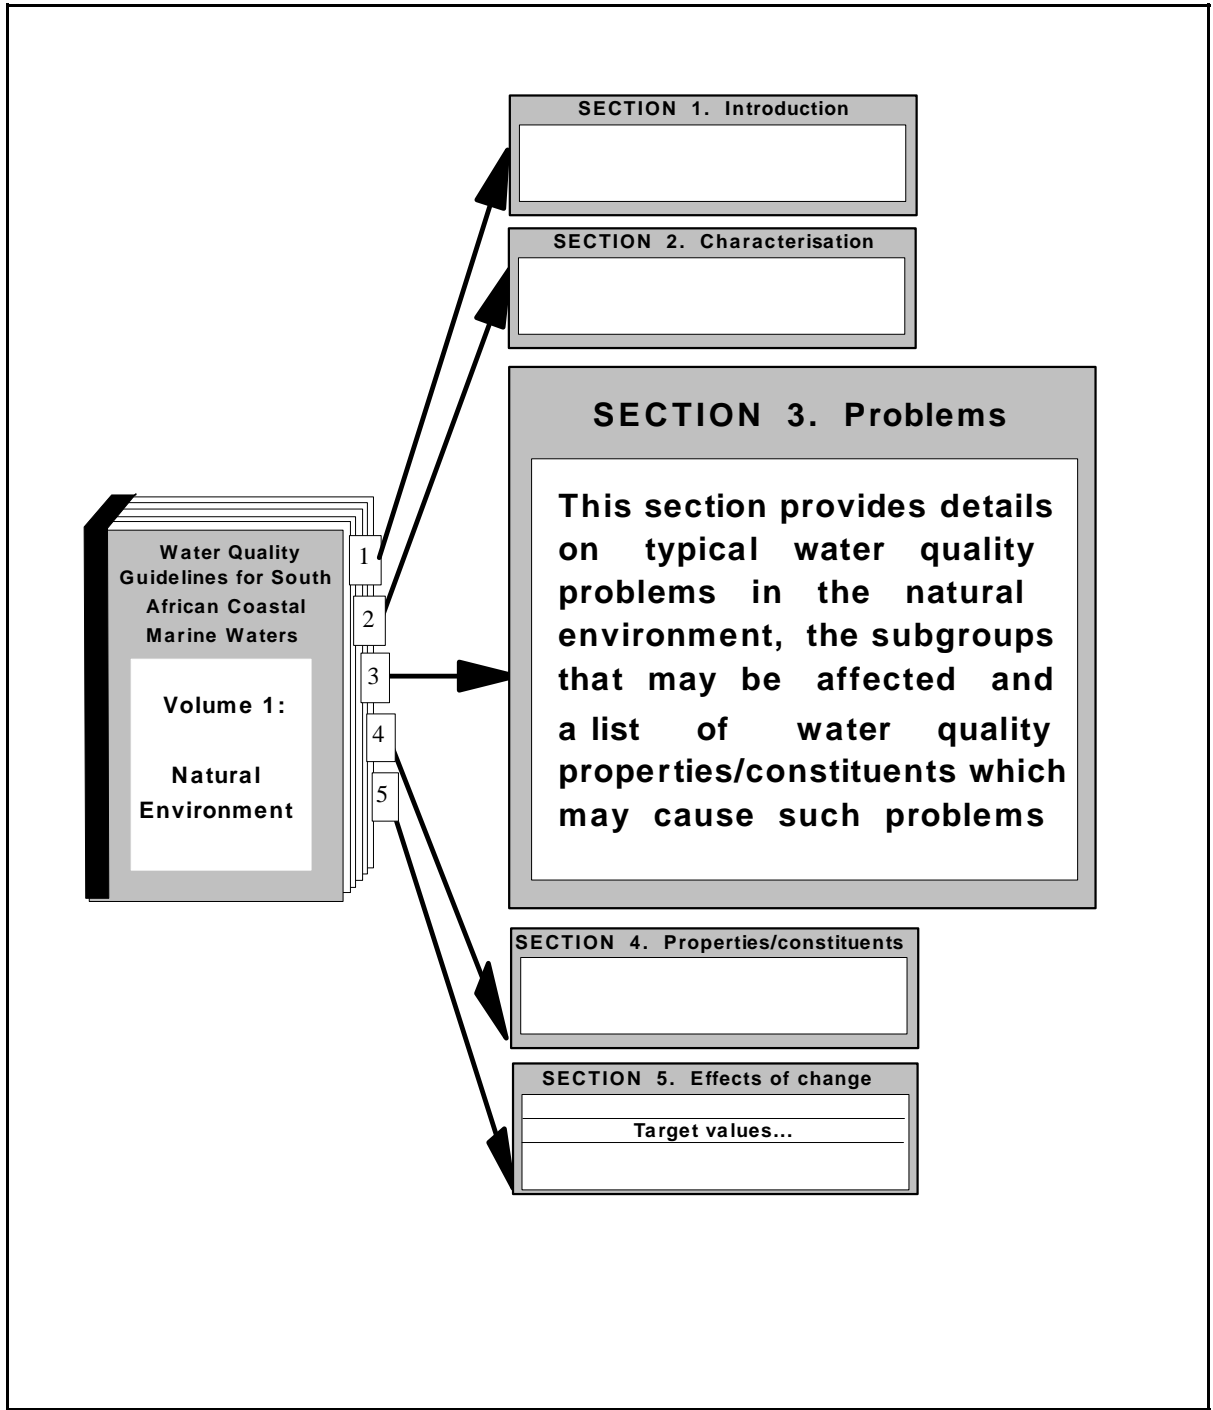 SECTION 1. Introduction
SECTION 2. Characterisation
SECTION 3. Problems
This section provides details
on typical water quality
problems in the natural
environment, the subgroups
that may be affected and
a list of water quality
properties/constituents which
may cause such problems
Water Quality
Guidelines for South
African Coastal
Marine Waters
Volume 1:
Natural
Environment
1
2
3
4
5
SECTION 4. Properties/constituents
SECTION 5. Effects of change
Target values...